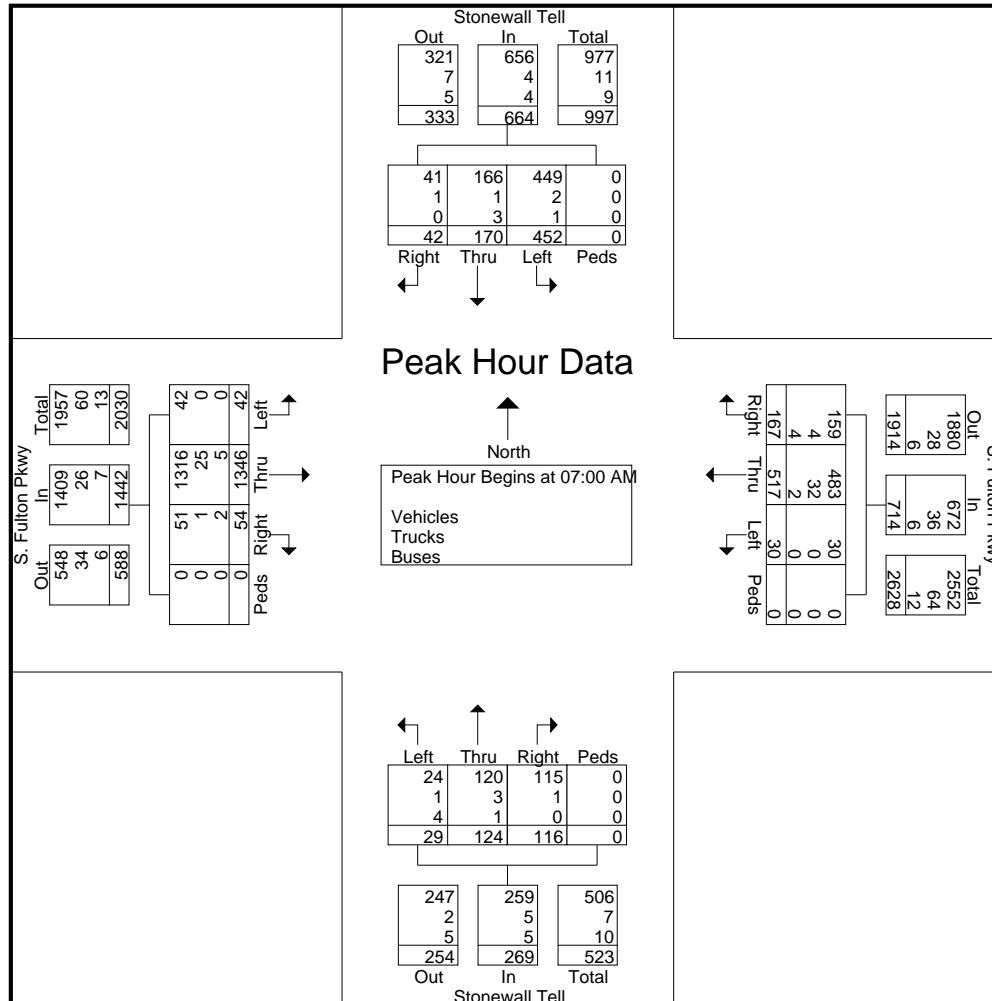 Stonewall Tell
Out In Total
321 656 977
7 4 11
5 4 9
333 664 997
41 166 449 0
1 1 2 0
0 3 1 0
42 170 452 0
Right Thru Left Peds
Peak Hour Data
North
Peak Hour Begins at 07:00 AM
Vehicles
Trucks
Buses
S. Fulton Pkwy
Out In Total
548 1409 1957
34 26 60
6 7 13
588 1442 2030
0 51 1316 42
0 1 25 0
0 2 5 0
0 54 1346 42
Peds Right Thru Left
S. Fulton Pkwy
Out In Total
1880 672 2552
28 36 64
6 6 12
1914 714 2628
159 483 30 0
4 32 0 0
4 2 0 0
167 517 30 0
Right Thru Left Peds
Left Thru Right Peds
24 120 115 0
1 3 1 0
4 1 0 0
29 124 116 0
247 259 506
2 5 7
5 5 10
254 269 523
Out In Total
Stonewall Tell